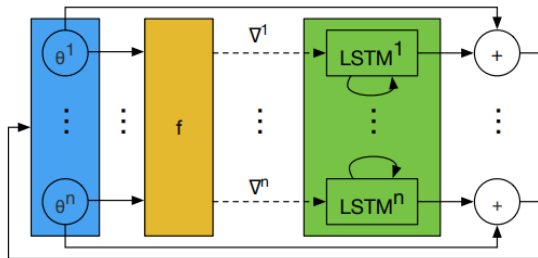 ∇¹
θ¹ LSTM¹ +
⋮ ⋯ f ⋮ ⋮ ⋮
∇ⁿ
θⁿ LSTMⁿ +